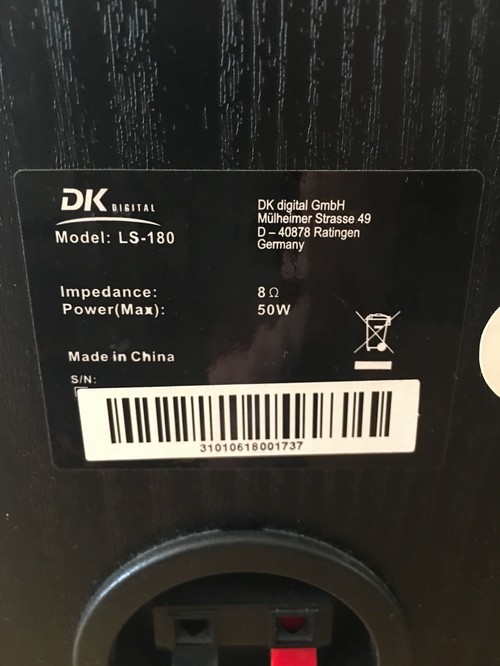 DK DIGITAL
Model: LS-180
DK digital GmbH
Mülheimer Strasse 49
D – 40878 Ratingen
Germany
Impedance: 8 Ω
Power(Max): 50W
Made in China
S/N:
31010618001737